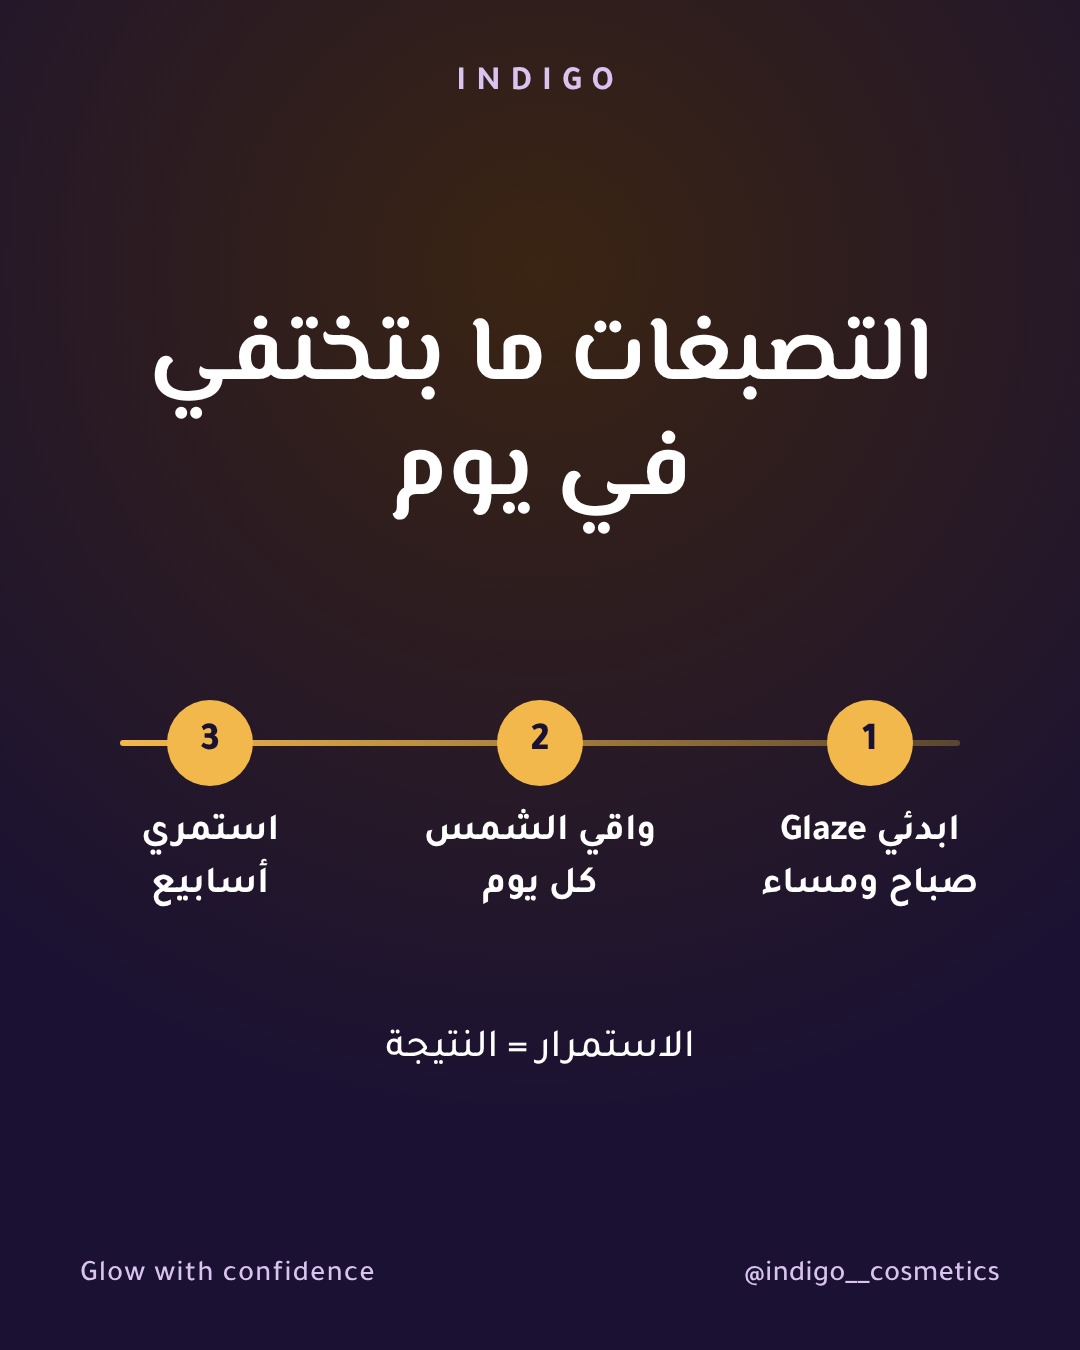 INDIGO
التصبغات ما بتختفي
في يوم
1
ابدئي Glaze
صباح ومساء
2
واقي الشمس
كل يوم
3
استمري
أسابيع
الاستمرار = النتيجة
Glow with confidence
@indigo__cosmetics